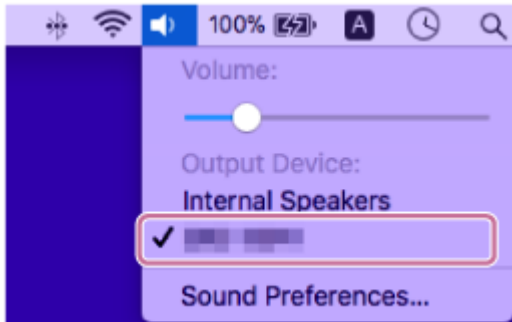 100% A
Volume:
Output Device:
Internal Speakers
Sound Preferences...